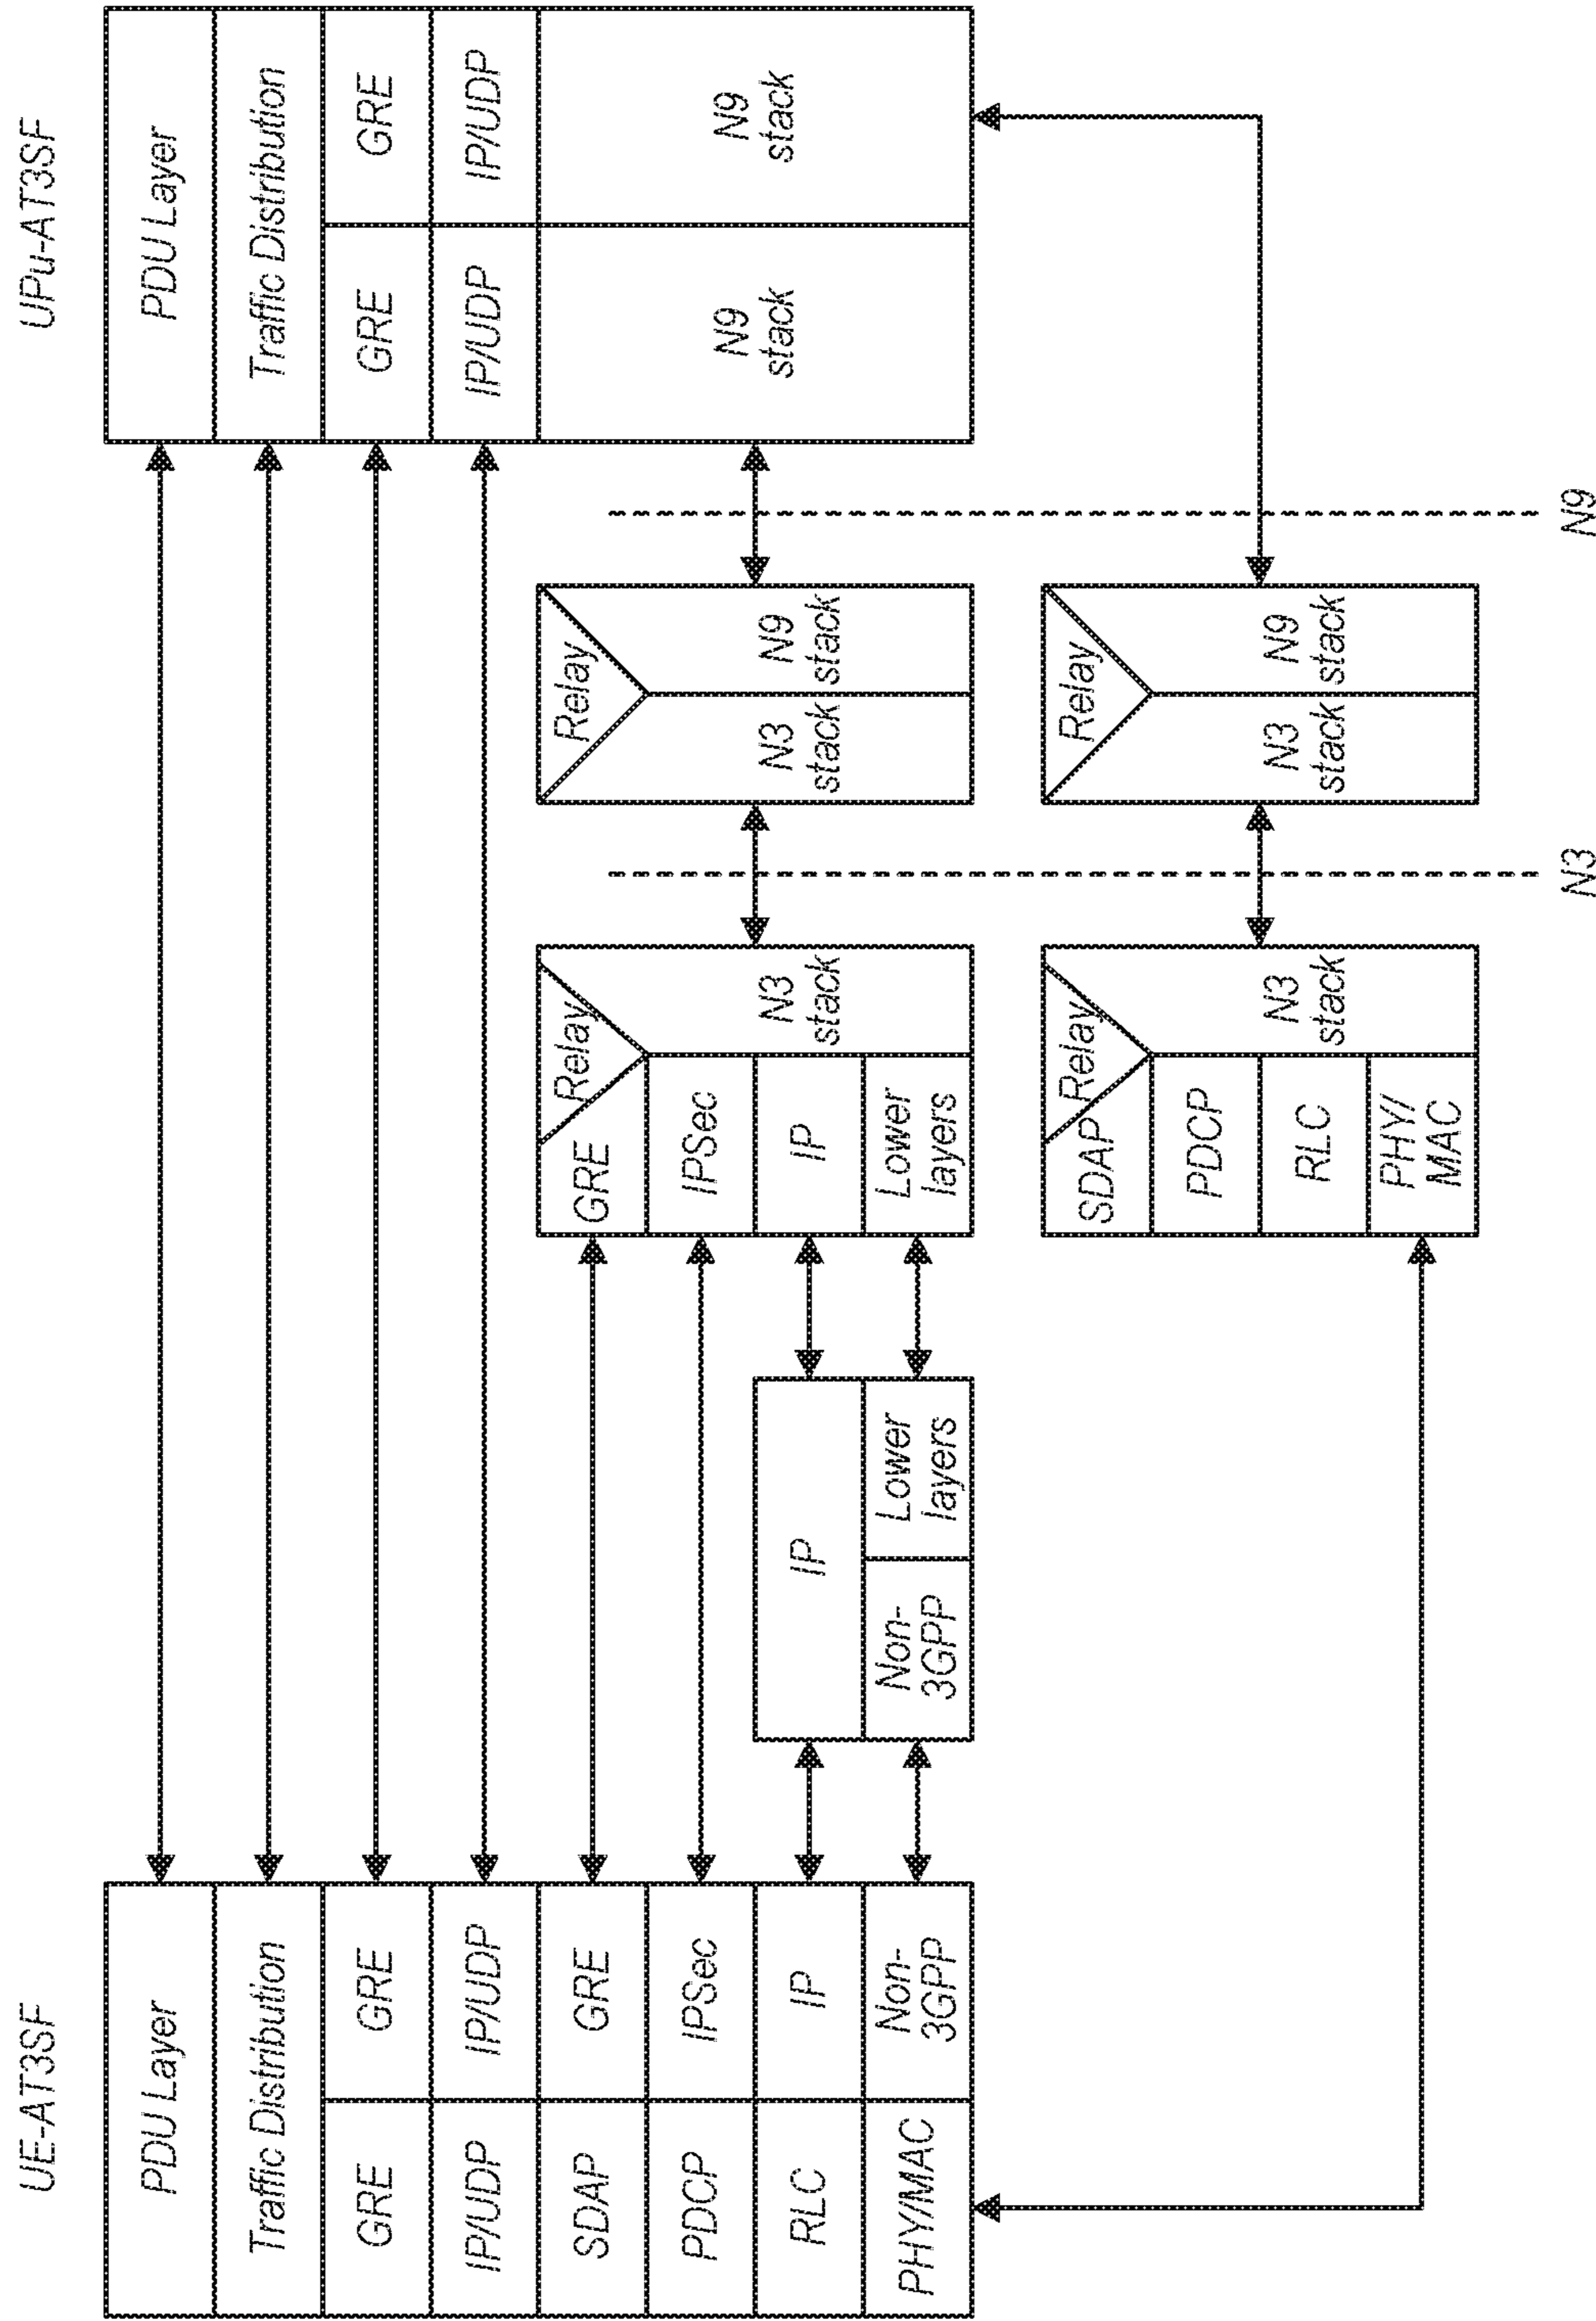 UE-AT3SF
PDU Layer
Traffic Distribution
GRE
GRE
IP/UDP
IP/UDP
SDAP
GRE
PDCP
IPSec
RLC
IP
PHY/MAC
Non-
3GPP
IP
Non-
3GPP
Lower
layers
GRE
Relay
IPSec
IP
Lower
layers
N3
stack
SDAP
Relay
PDCP
RLC
PHY/
MAC
N3
stack
N3
Relay
N3
stack
N9
stack
Relay
N3
stack
N9
stack
N9
UPu-AT3SF
PDU Layer
Traffic Distribution
GRE
GRE
IP/UDP
IP/UDP
N9
stack
N9
stack